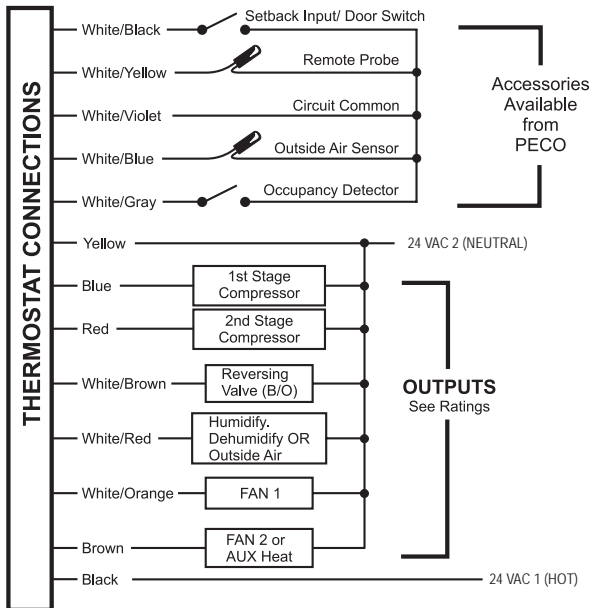 THERMOSTAT CONNECTIONS
White/Black
Setback Input/ Door Switch
White/Yellow
Remote Probe
White/Violet
Circuit Common
White/Blue
Outside Air Sensor
White/Gray
Occupancy Detector
Accessories
Available
from
PECO
Yellow
24 VAC 2 (NEUTRAL)
Blue
1st Stage
Compressor
Red
2nd Stage
Compressor
White/Brown
Reversing
Valve (B/O)
White/Red
Humidify.
Dehumidify OR
Outside Air
White/Orange
FAN 1
Brown
FAN 2 or
AUX Heat
OUTPUTS
See Ratings
Black
24 VAC 1 (HOT)